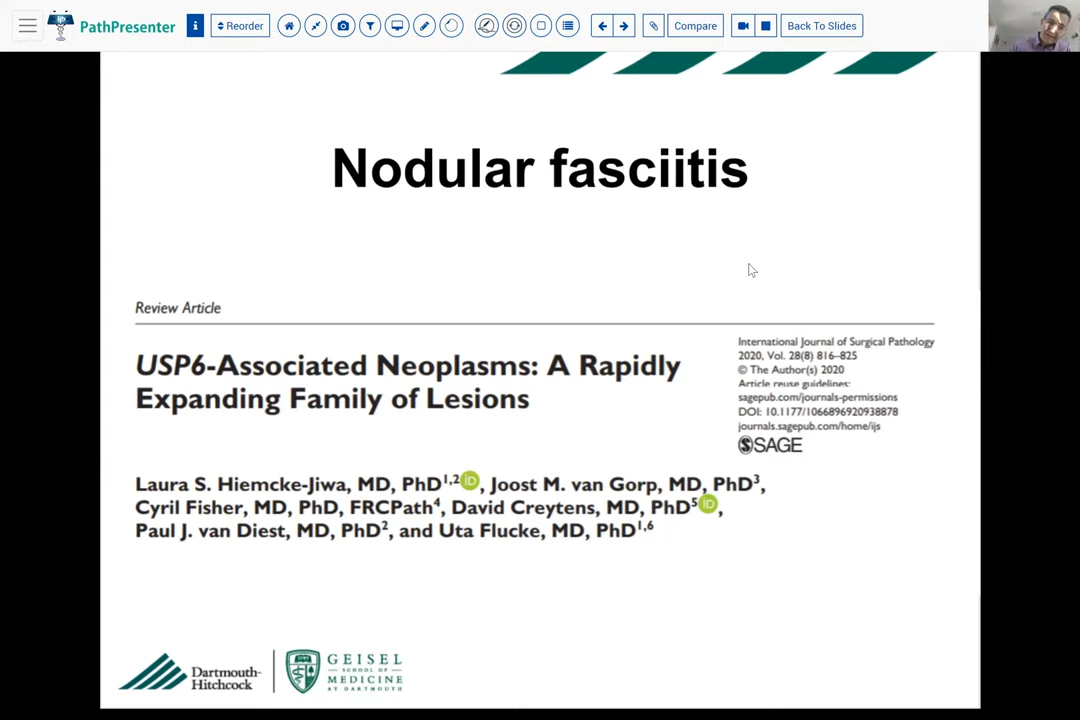 PathPresenter
i
Reorder
Compare
Back To Slides
Nodular fasciitis
Review Article
USP6-Associated Neoplasms: A Rapidly
Expanding Family of Lesions
International Journal of Surgical Pathology
2020, Vol. 28(8) 816–825
© The Author(s) 2020
Article reuse guidelines:
sagepub.com/journals-permissions
DOI: 10.1177/1066896920938878
journals.sagepub.com/home/ijs
SAGE
Laura S. Hiemcke-Jiwa, MD, PhD1,2 iD, Joost M. van Gorp, MD, PhD3,
Cyril Fisher, MD, PhD, FRCPath4, David Creytens, MD, PhD5 iD,
Paul J. van Diest, MD, PhD2, and Uta Flucke, MD, PhD1,6
Dartmouth-
Hitchcock
GEISEL
SCHOOL OF
MEDICINE
AT DARTMOUTH